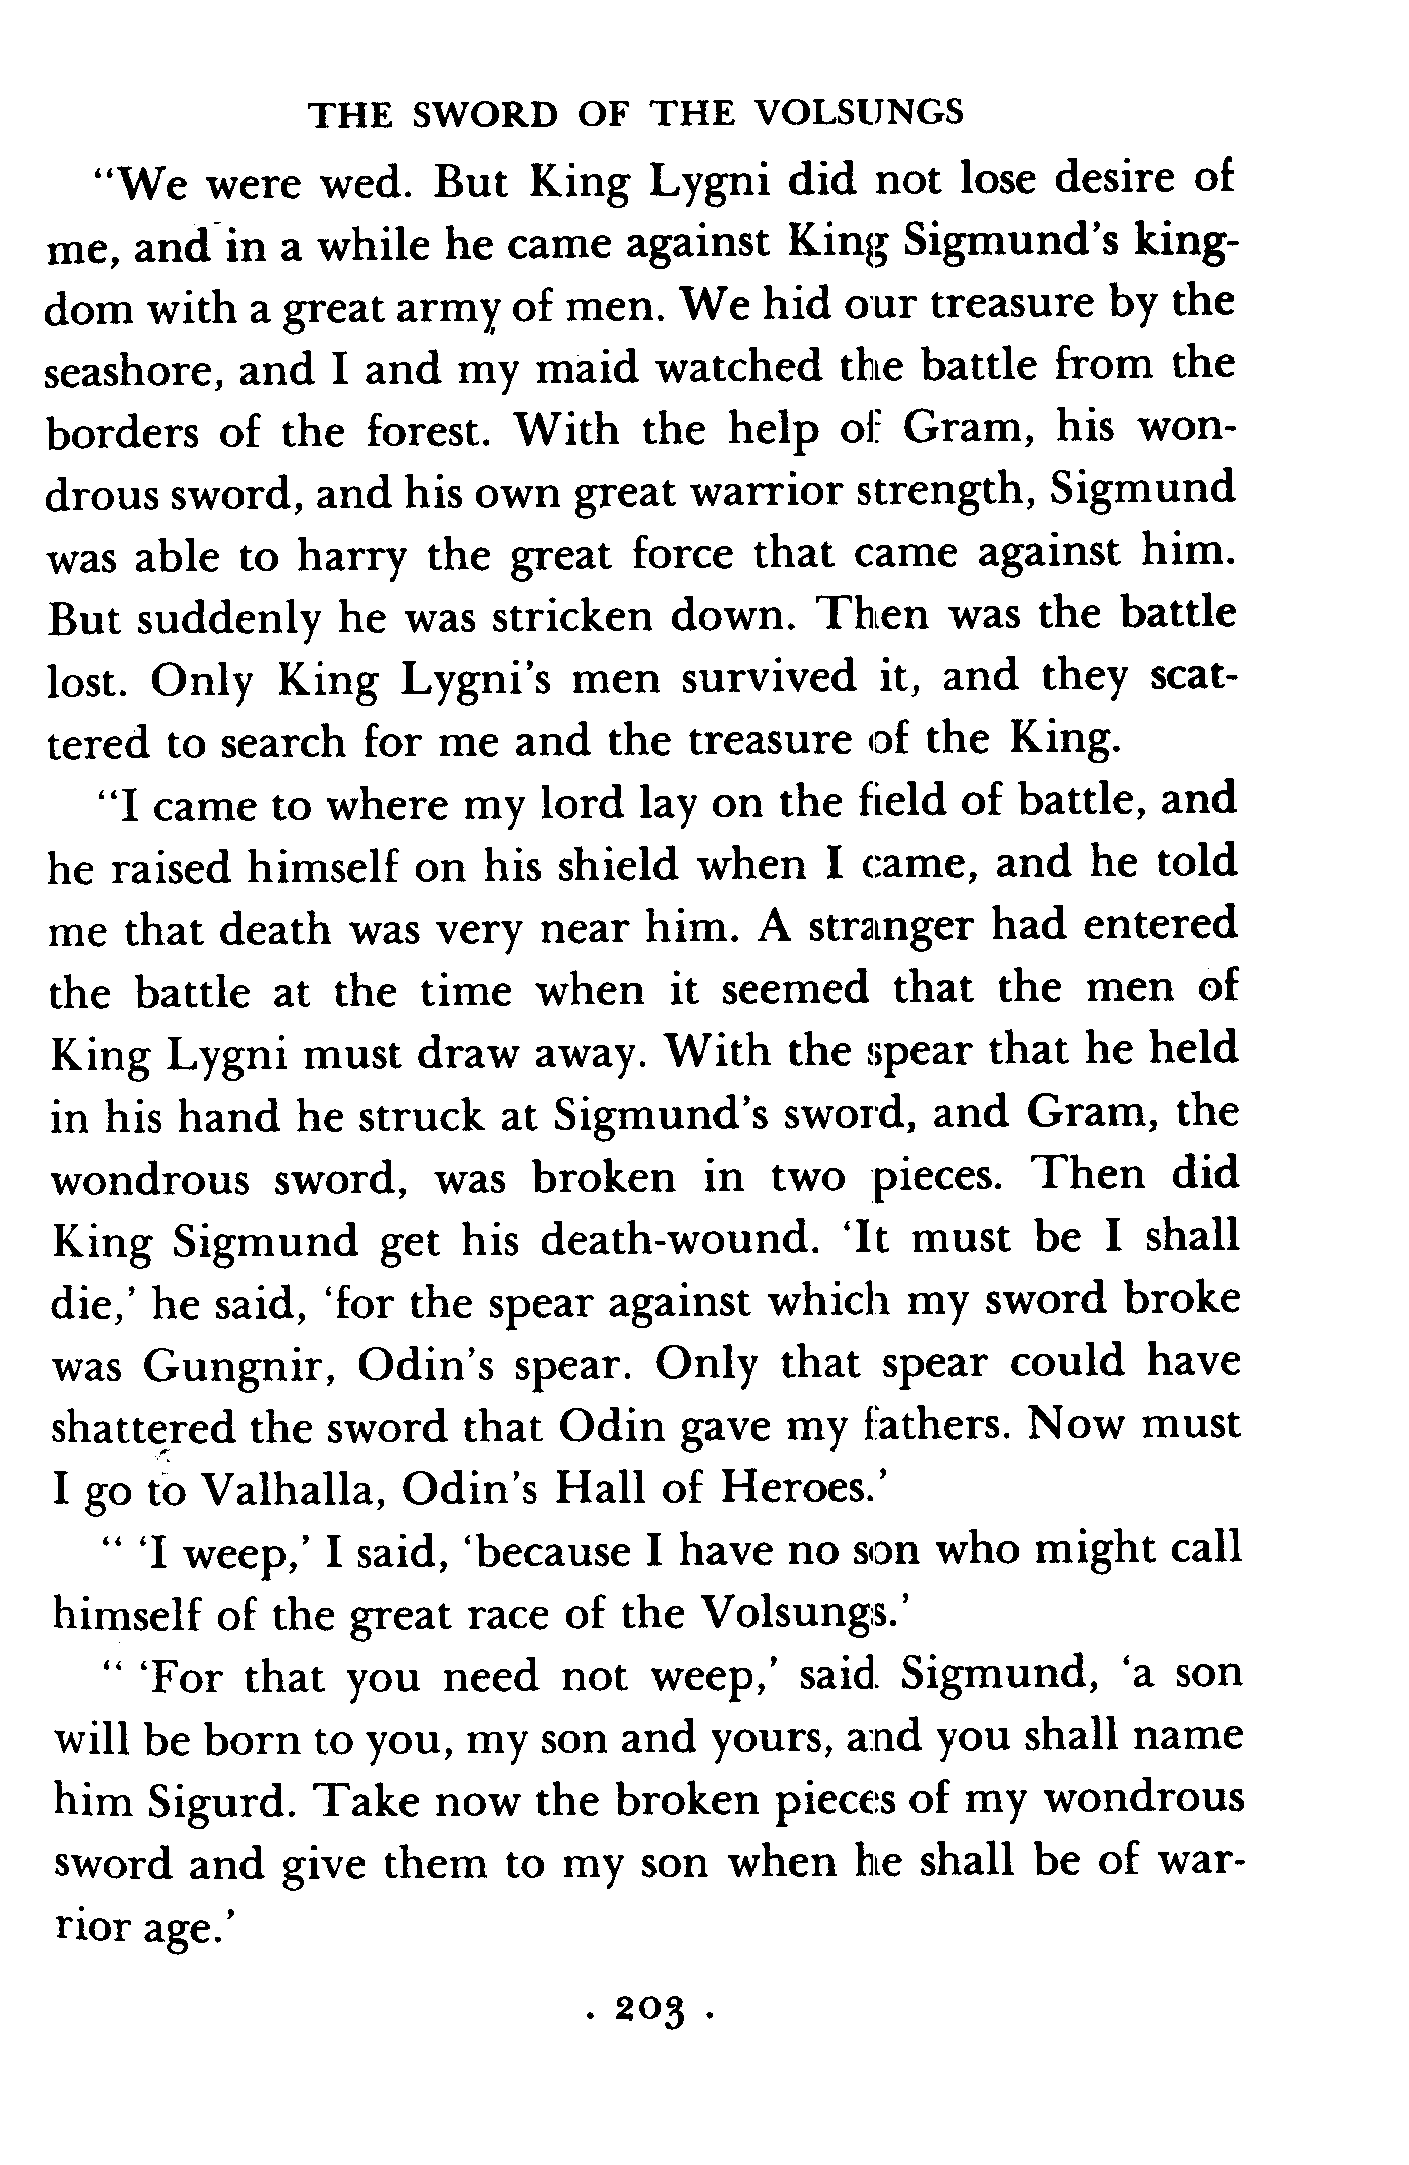 THE SWORD OF THE VOLSUNGS
"We were wed. But King Lygni did not lose desire of
me, and in a while he came against King Sigmund's king-
dom with a great army of men. We hid our treasure by the
seashore, and I and my maid watched the battle from the
borders of the forest. With the help of Gram, his won-
drous sword, and his own great warrior strength, Sigmund
was able to harry the great force that came against him.
But suddenly he was stricken down. Then was the battle
lost. Only King Lygni's men survived it, and they scat-
tered to search for me and the treasure of the King.
"I came to where my lord lay on the field of battle, and
he raised himself on his shield when I came, and he told
me that death was very near him. A stranger had entered
the battle at the time when it seemed that the men of
King Lygni must draw away. With the spear that he held
in his hand he struck at Sigmund's sword, and Gram, the
wondrous sword, was broken in two pieces. Then did
King Sigmund get his death-wound. 'It must be I shall
die,' he said, 'for the spear against which my sword broke
was Gungnir, Odin's spear. Only that spear could have
shattered the sword that Odin gave my fathers. Now must
I go to Valhalla, Odin's Hall of Heroes.'
" 'I weep,' I said, 'because I have no son who might call
himself of the great race of the Volsungs.'
" 'For that you need not weep,' said Sigmund, 'a son
will be born to you, my son and yours, and you shall name
him Sigurd. Take now the broken pieces of my wondrous
sword and give them to my son when he shall be of war-
rior age.'
. 203 .